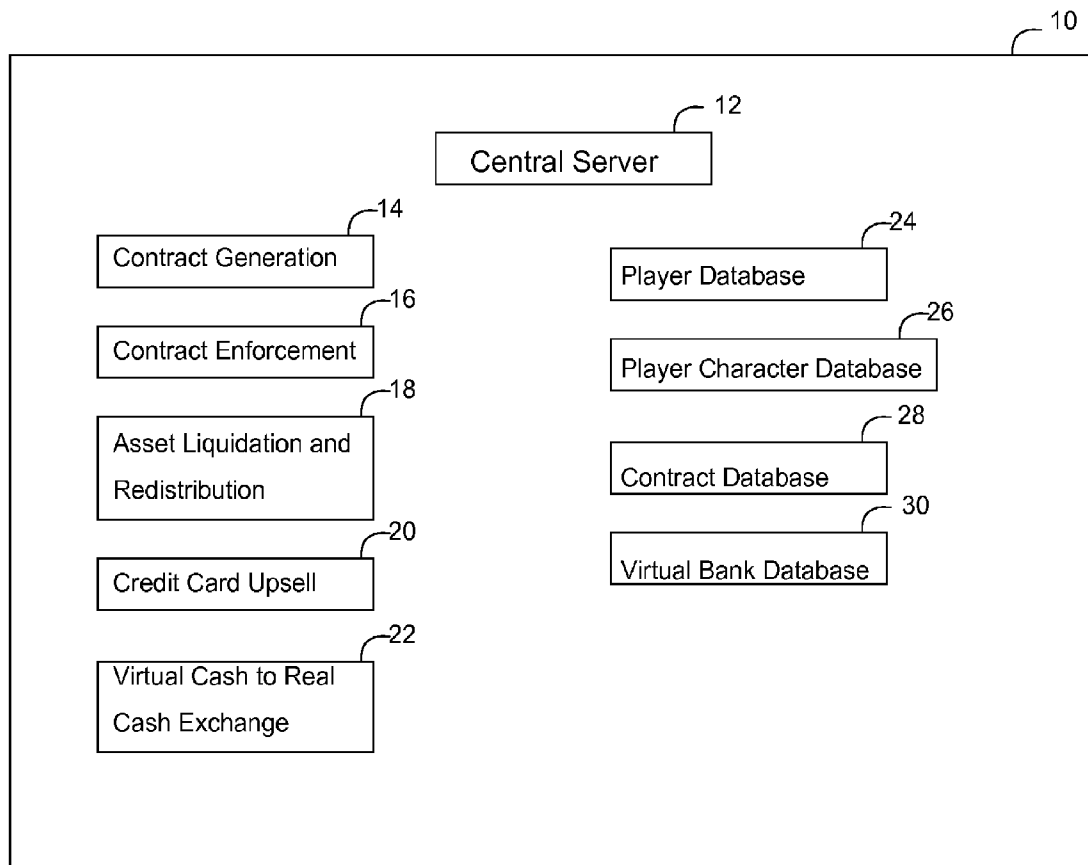 10
12
Central Server
14
Contract Generation
16
Contract Enforcement
18
Asset Liquidation and
Redistribution
20
Credit Card Upsell
22
Virtual Cash to Real
Cash Exchange
24
Player Database
26
Player Character Database
28
Contract Database
30
Virtual Bank Database